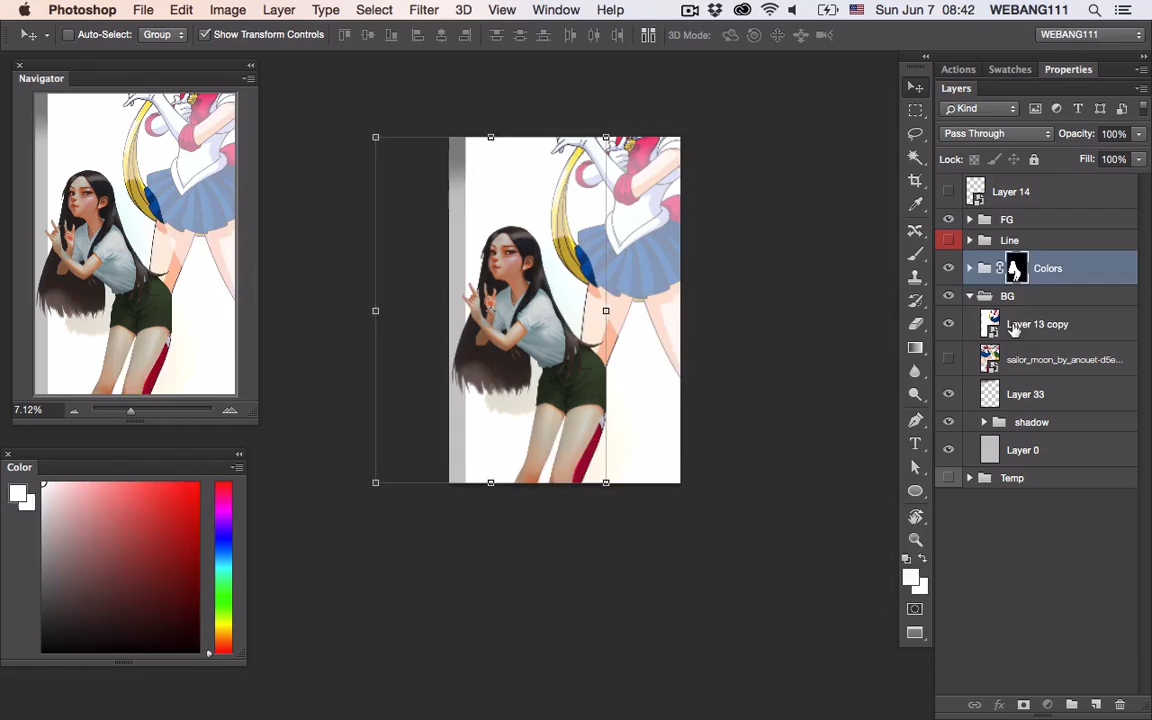 Photoshop File Edit Image Layer Type Select Filter 3D View Window Help Sun Jun 7 08:42 WEBANG111
Auto-Select: Group Show Transform Controls 3D Mode: WEBANG111
Navigator
7.12%
Color
Actions Swatches Properties
Layers
Kind T
Pass Through Opacity: 100%
Lock: Fill: 100%
Layer 14
FG
Line
Colors
BG
Layer 13 copy
sailor_moon_by_anouet-d5e...
Layer 33
shadow
Layer 0
Temp
T
fx